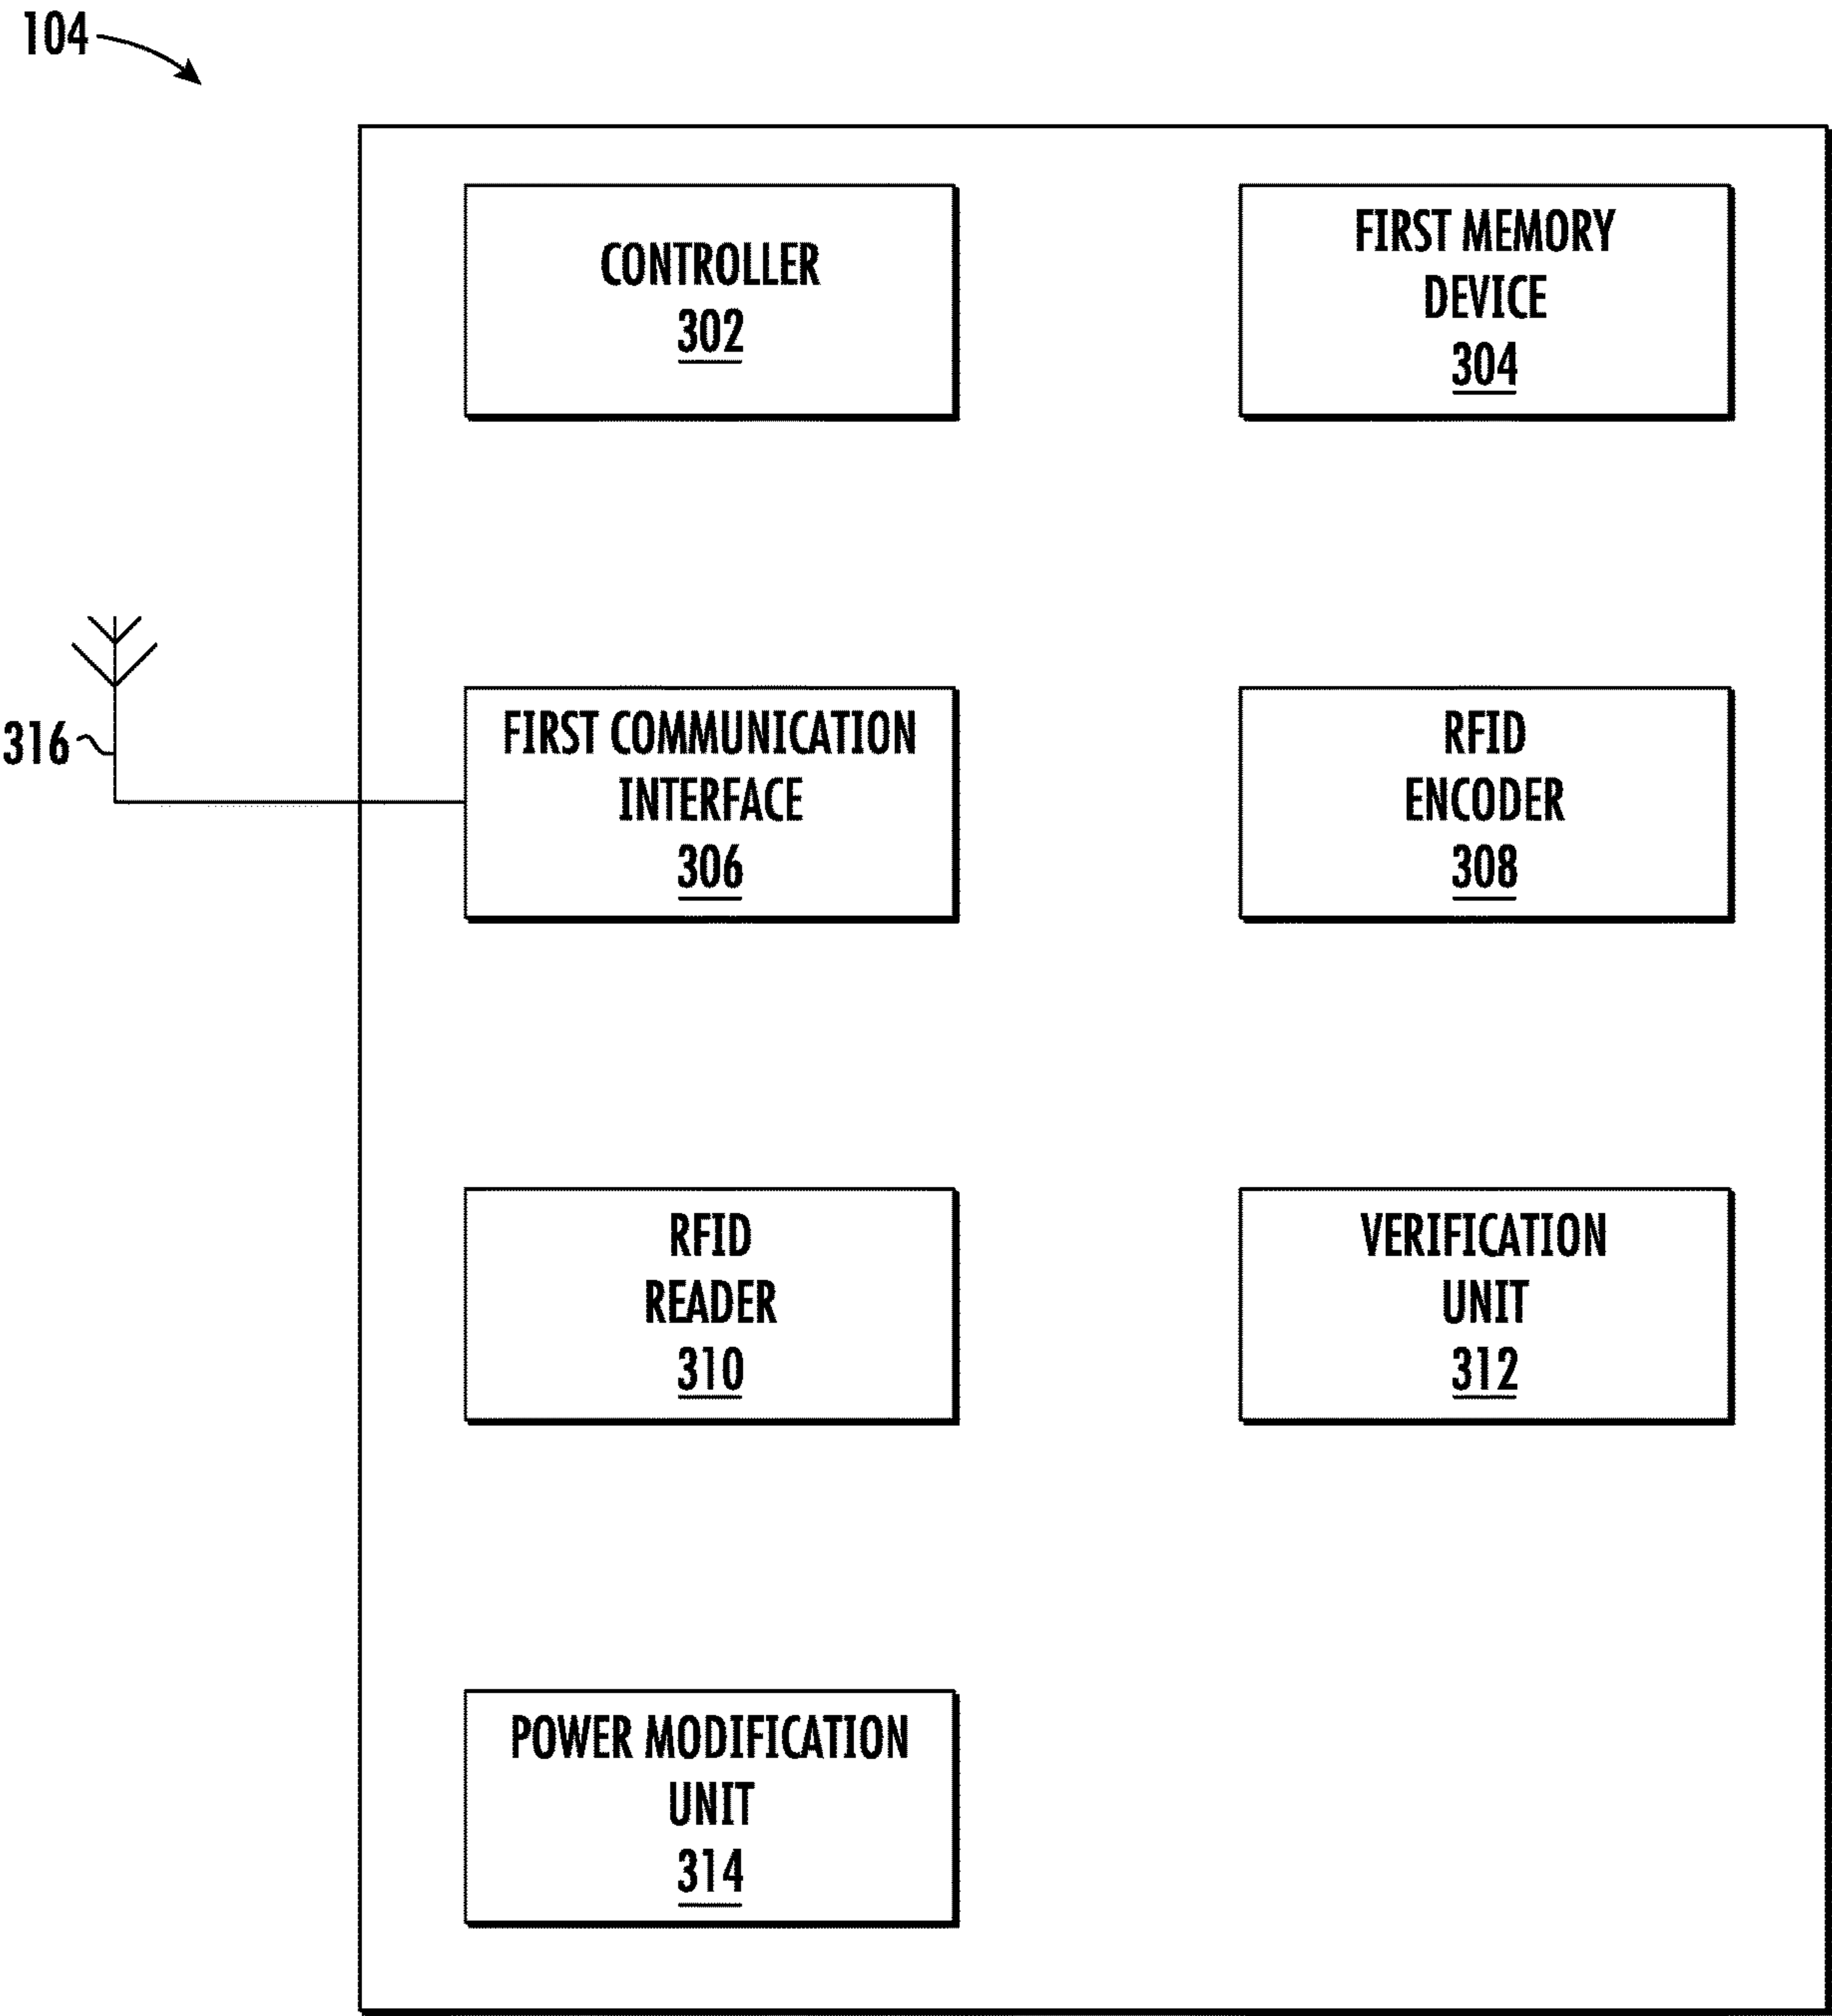 104
CONTROLLER
302
FIRST MEMORY
DEVICE
304
316
FIRST COMMUNICATION
INTERFACE
306
RFID
ENCODER
308
RFID
READER
310
VERIFICATION
UNIT
312
POWER MODIFICATION
UNIT
314